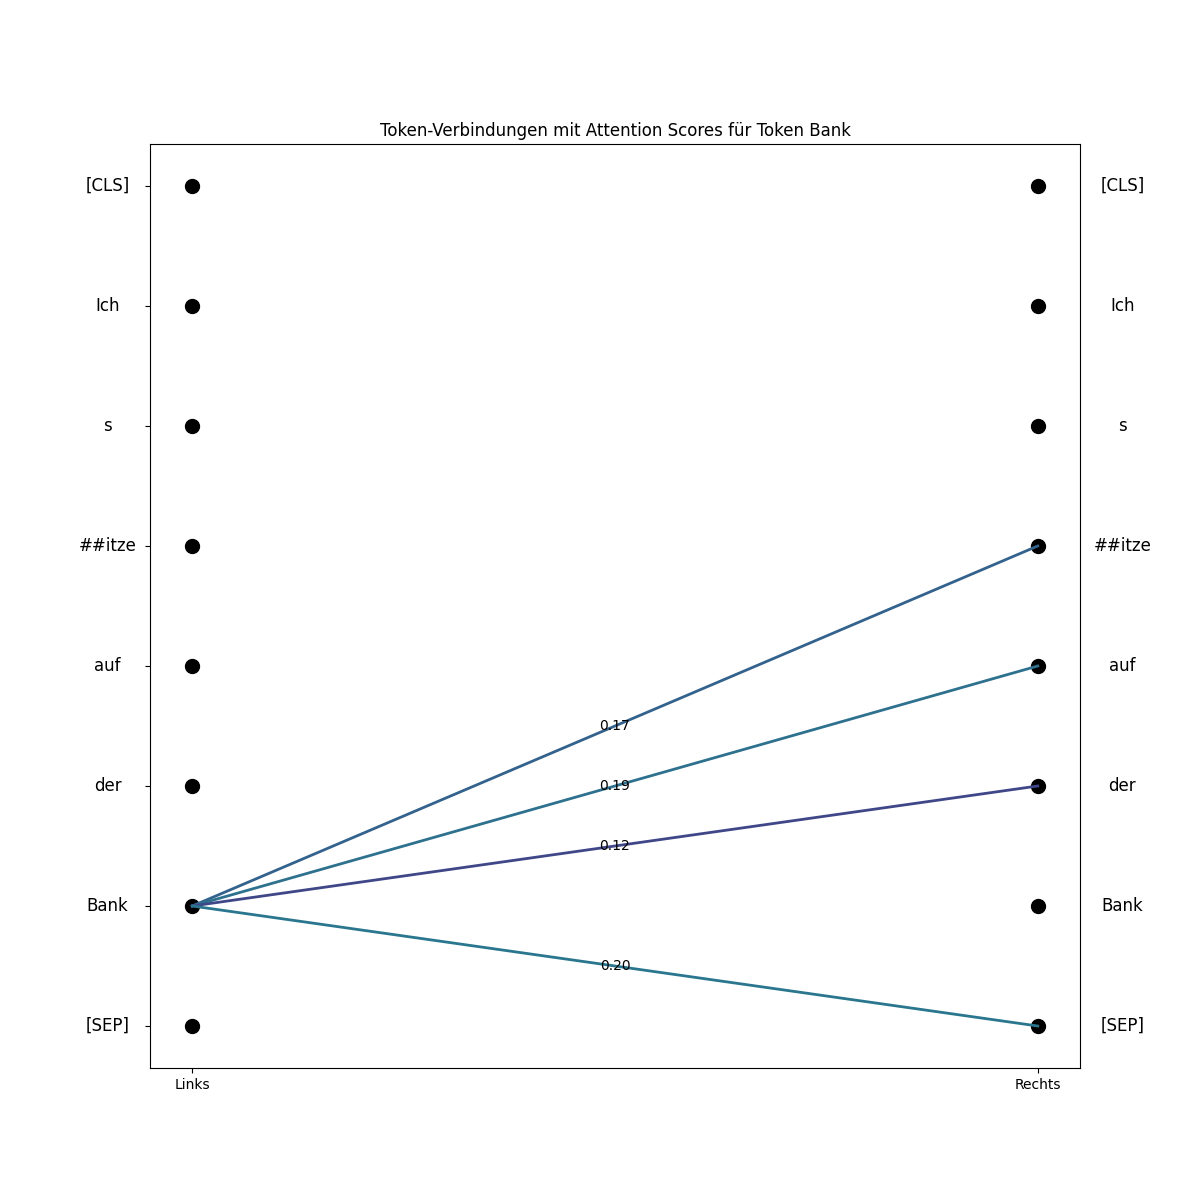 Token-Verbindungen mit Attention Scores für Token Bank
[CLS] [CLS]
Ich Ich
s s
##itze ##itze
auf auf
0.17
der 0.19 der
0.12
Bank Bank
0.20
[SEP] [SEP]
Links Rechts